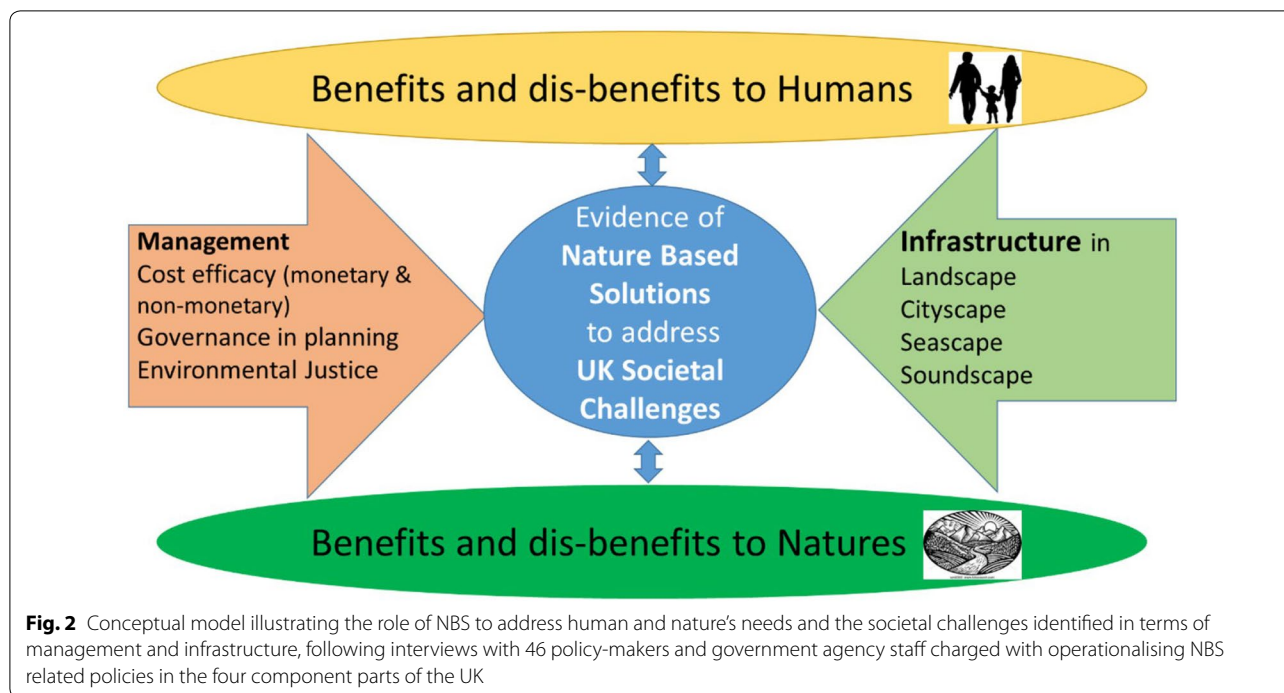 Benefits and dis-benefits to Humans
Management
Cost efficacy (monetary &
non-monetary)
Governance in planning
Environmental Justice
Evidence of
Nature Based
Solutions
to address
UK Societal
Challenges
Infrastructure in
Landscape
Cityscape
Seascape
Soundscape
Benefits and dis-benefits to Natures
Fig. 2 Conceptual model illustrating the role of NBS to address human and nature's needs and the societal challenges identified in terms of
management and infrastructure, following interviews with 46 policy-makers and government agency staff charged with operationalising NBS
related policies in the four component parts of the UK